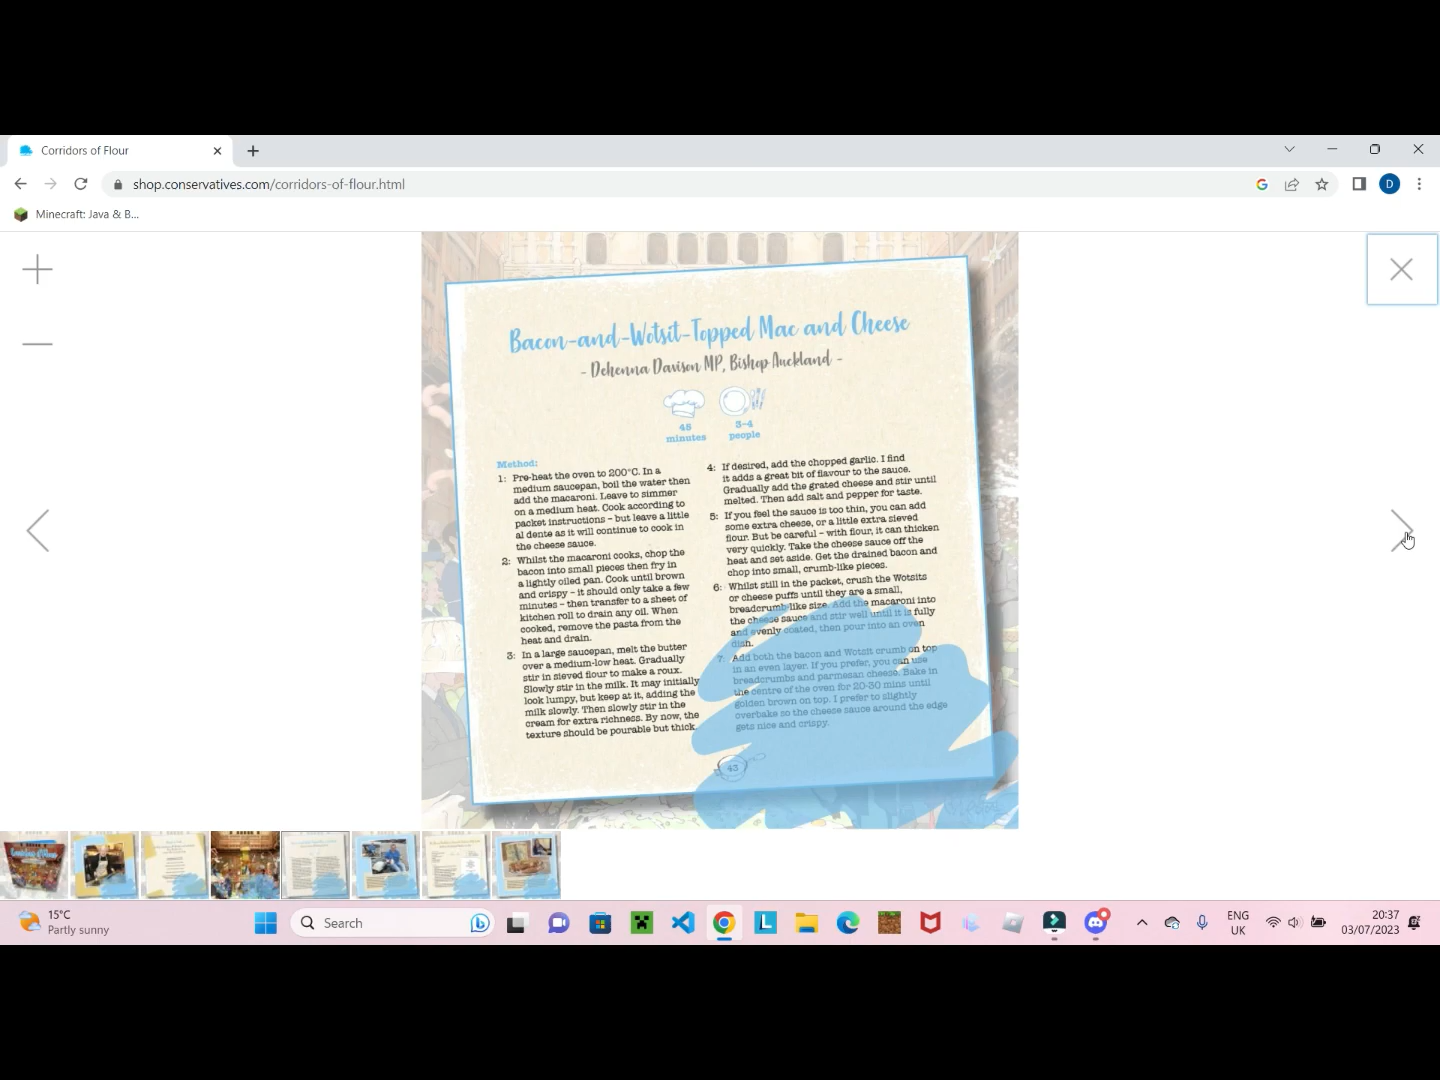 Corridors of Flour
shop.conservatives.com/corridors-of-flour.html
D
Minecraft: Java & B...
Bacon-and-Wotsit-Topped Mac and Cheese
- Dehenna Davison MP, Bishop Auckland -
45 minutes
3-4 people
Method:
1: Pre-heat the oven to 200°C. In a
medium saucepan, boil the water then
add the macaroni. Leave to simmer
on a medium heat. Cook according to
packet instructions – but leave a little
al dente as it will continue to cook in
the cheese sauce.
2: Whilst the macaroni cooks, chop the
bacon into small pieces then fry in
a lightly oiled pan. Cook until brown
and crispy – it should only take a few
minutes – then transfer to a sheet of
kitchen roll to drain any oil. When
cooked, remove the pasta from the
heat and drain.
3: In a large saucepan, melt the butter
over a medium-low heat. Gradually
stir in sieved flour to make a roux.
Slowly stir in the milk. It may initially
look lumpy, but keep at it, adding the
milk slowly. Then slowly stir in the
cream for extra richness. By now, the
texture should be pourable but thick.
4: If desired, add the chopped garlic. I find
it adds a great bit of flavour to the sauce.
Gradually add the grated cheese and stir until
melted. Then add salt and pepper for taste.
5: If you feel the sauce is too thin, you can add
some extra cheese, or a little extra sieved
flour. But be careful – with flour, it can thicken
very quickly. Take the cheese sauce off the
heat and set aside. Get the drained bacon and
chop into small, crumb-like pieces.
6: Whilst still in the packet, crush the Wotsits
or cheese puffs until they are a small,
breadcrumb-like size. Add the macaroni into
the cheese sauce and stir well until it is fully
and evenly coated, then pour into an oven
dish.
7: Add both the bacon and Wotsit crumb on top
in an even layer. If you prefer, you can use
breadcrumbs and parmesan cheese. Bake in
the centre of the oven for 20-30 mins until
golden brown on top. I prefer to slightly
overbake so the cheese sauce around the edge
gets nice and crispy.
43
15°C
Partly sunny
Search
L
ENG
UK
20:37
03/07/2023